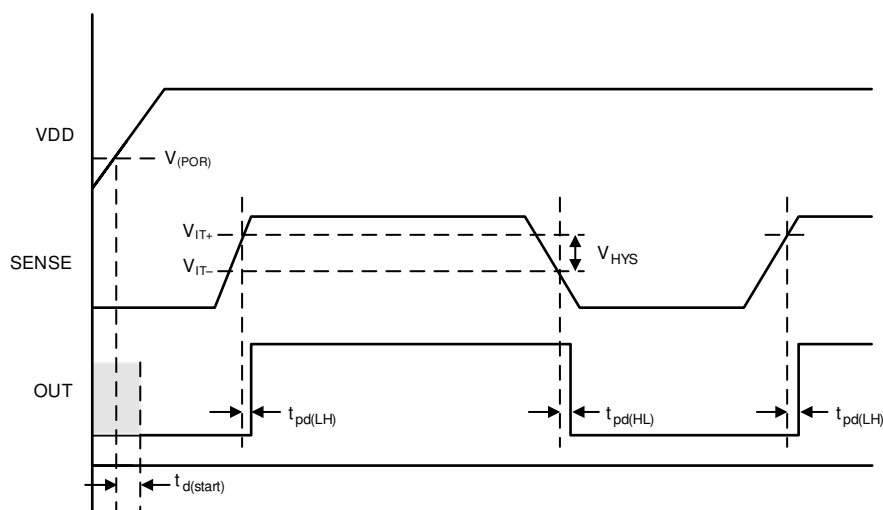 VDD
V(POR)
VIT+
VHYS
SENSE
VIT–
OUT
tpd(LH)
tpd(HL)
tpd(LH)
td(start)